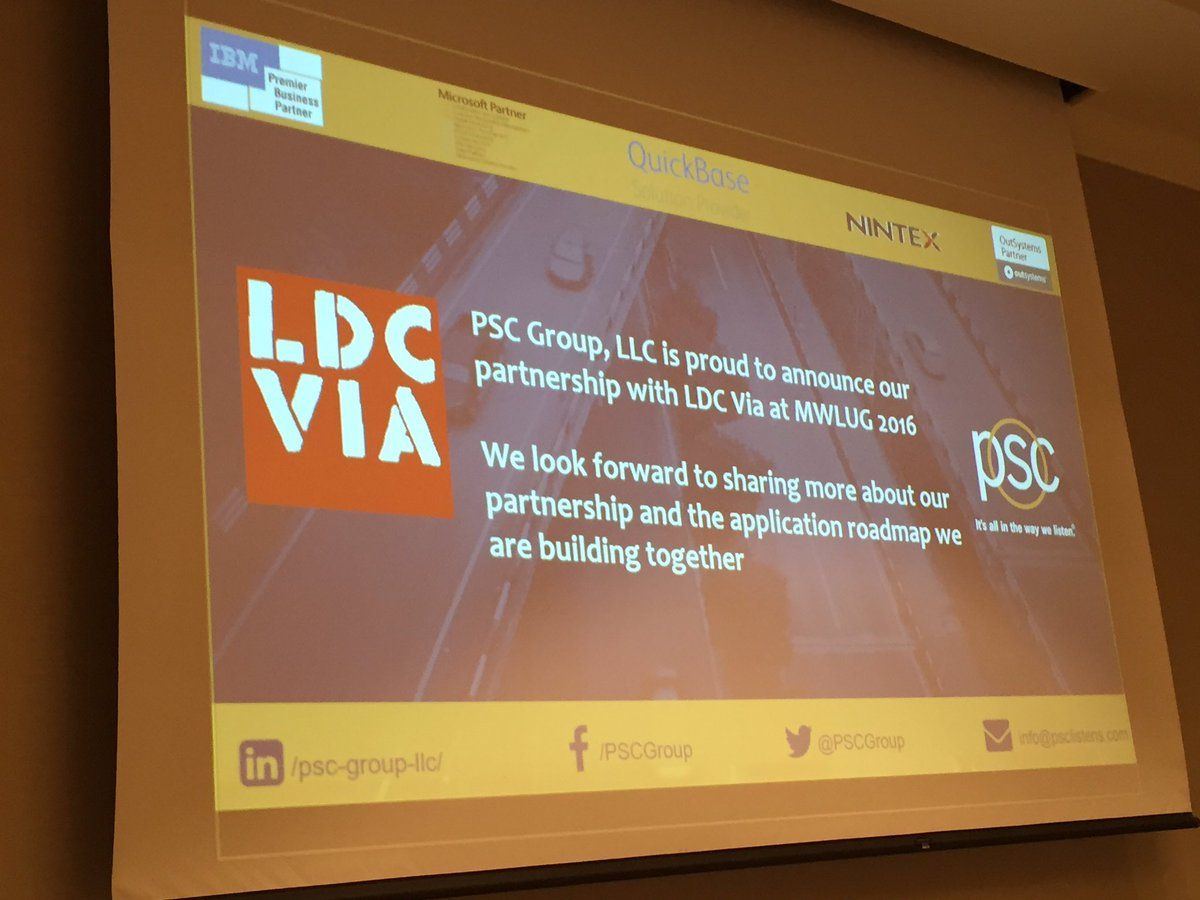 IBM
Premier
Business
Partner
Microsoft Partner
QuickBase
Solution Provider
NINTEX
OutSystems
Partner
outsystems
LDC
VIA
PSC Group, LLC is proud to announce our
partnership with LDC Via at MWLUG 2016
We look forward to sharing more about our
partnership and the application roadmap we
are building together
psc
It's all in the way we listen.®
in
/psc-group-llc/
/PSCGroup
@PSCGroup
info@psclistens.com